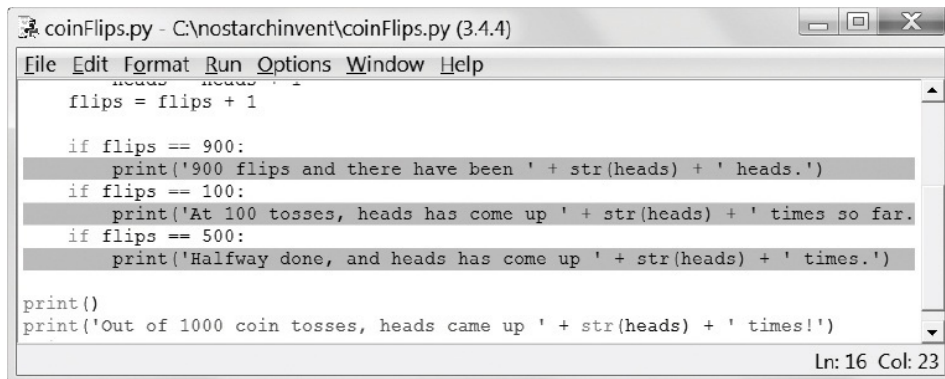 coinFlips.py - C:\nostarchinvent\coinFlips.py (3.4.4)
File Edit Format Run Options Window Help
heads = heads + 1
flips = flips + 1
if flips == 900:
print('900 flips and there have been ' + str(heads) + ' heads.')
if flips == 100:
print('At 100 tosses, heads has come up ' + str(heads) + ' times so far.
if flips == 500:
print('Halfway done, and heads has come up ' + str(heads) + ' times.')
print()
print('Out of 1000 coin tosses, heads came up ' + str(heads) + ' times!')
Ln: 16 Col: 23